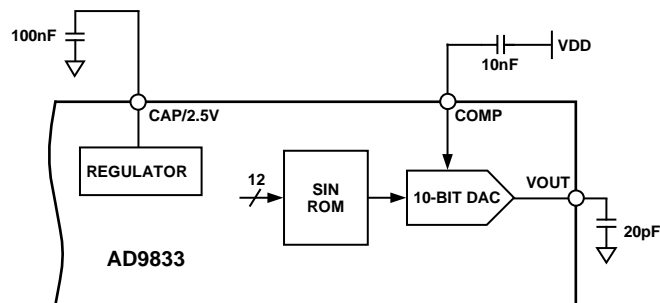 100nF
VDD
10nF
CAP/2.5V
COMP
REGULATOR
12
SIN
ROM
10-BIT DAC
VOUT
20pF
AD9833